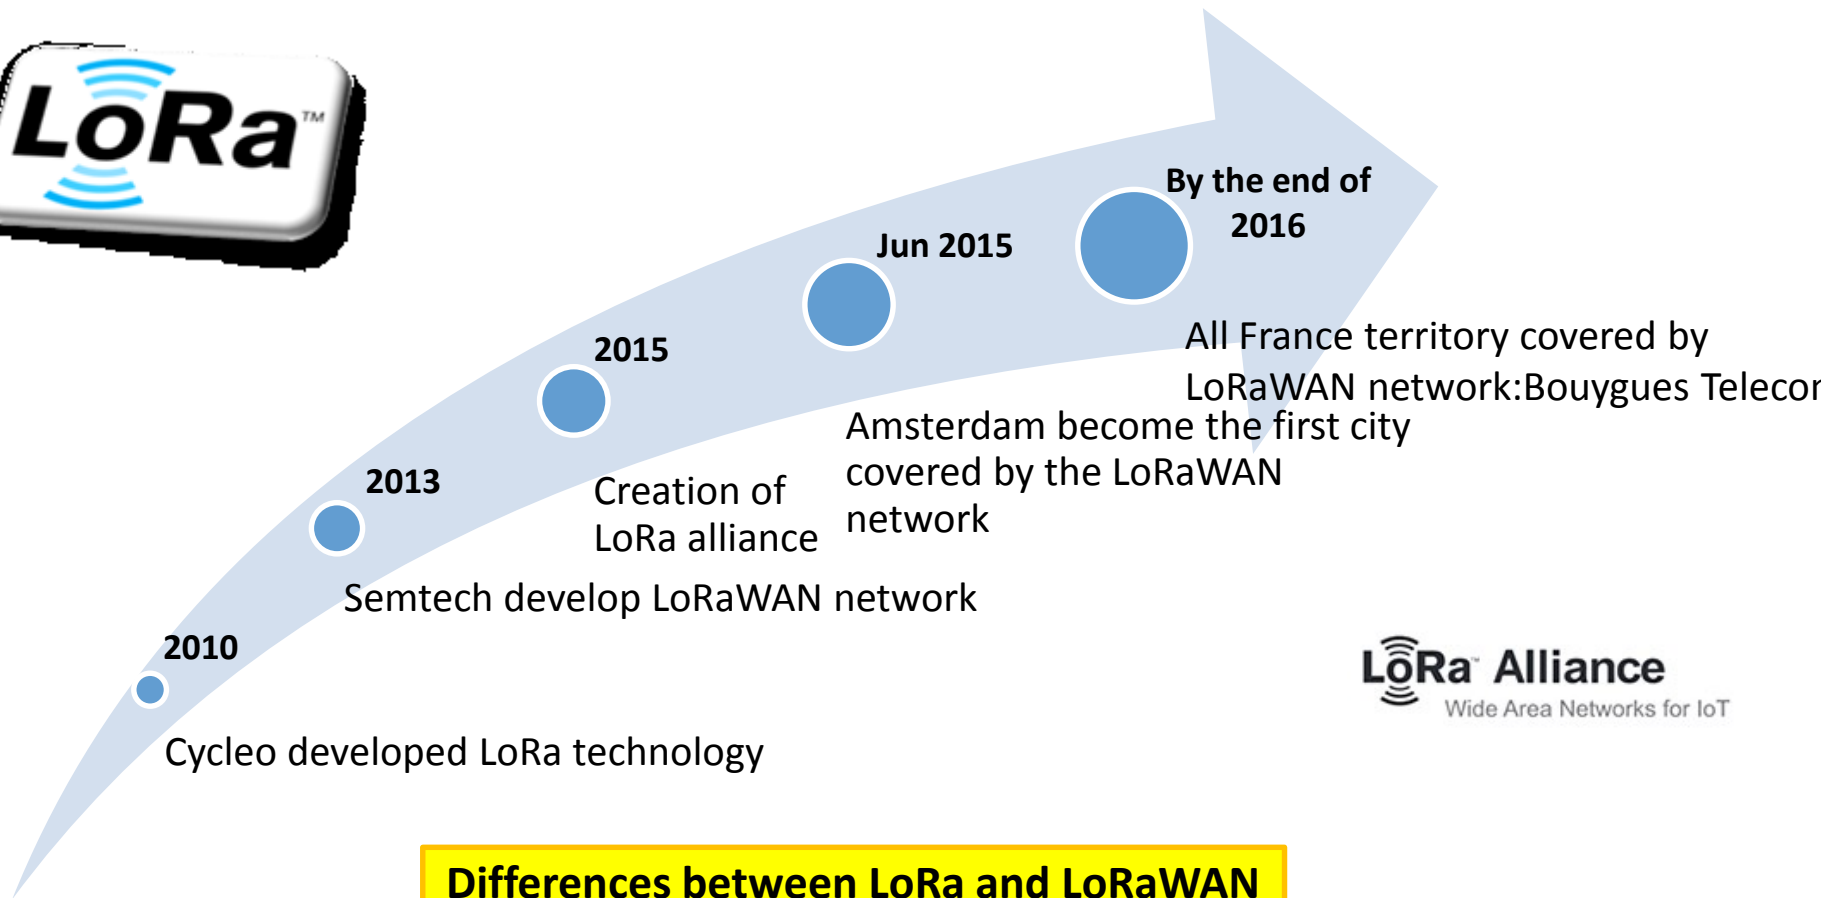 LoRa™
By the end of
2016
Jun 2015
All France territory covered by
LoRaWAN network:Bouygues
2015
Amsterdam become the first city
covered by the LoRaWAN
network
2013
Creation of
LoRa alliance
Semtech develop LoRaWAN network
2010
LoRa™ Alliance
Wide Area Networks for IoT
Cycleo developed LoRa technology
Differences between LoRa and LoRaWAN